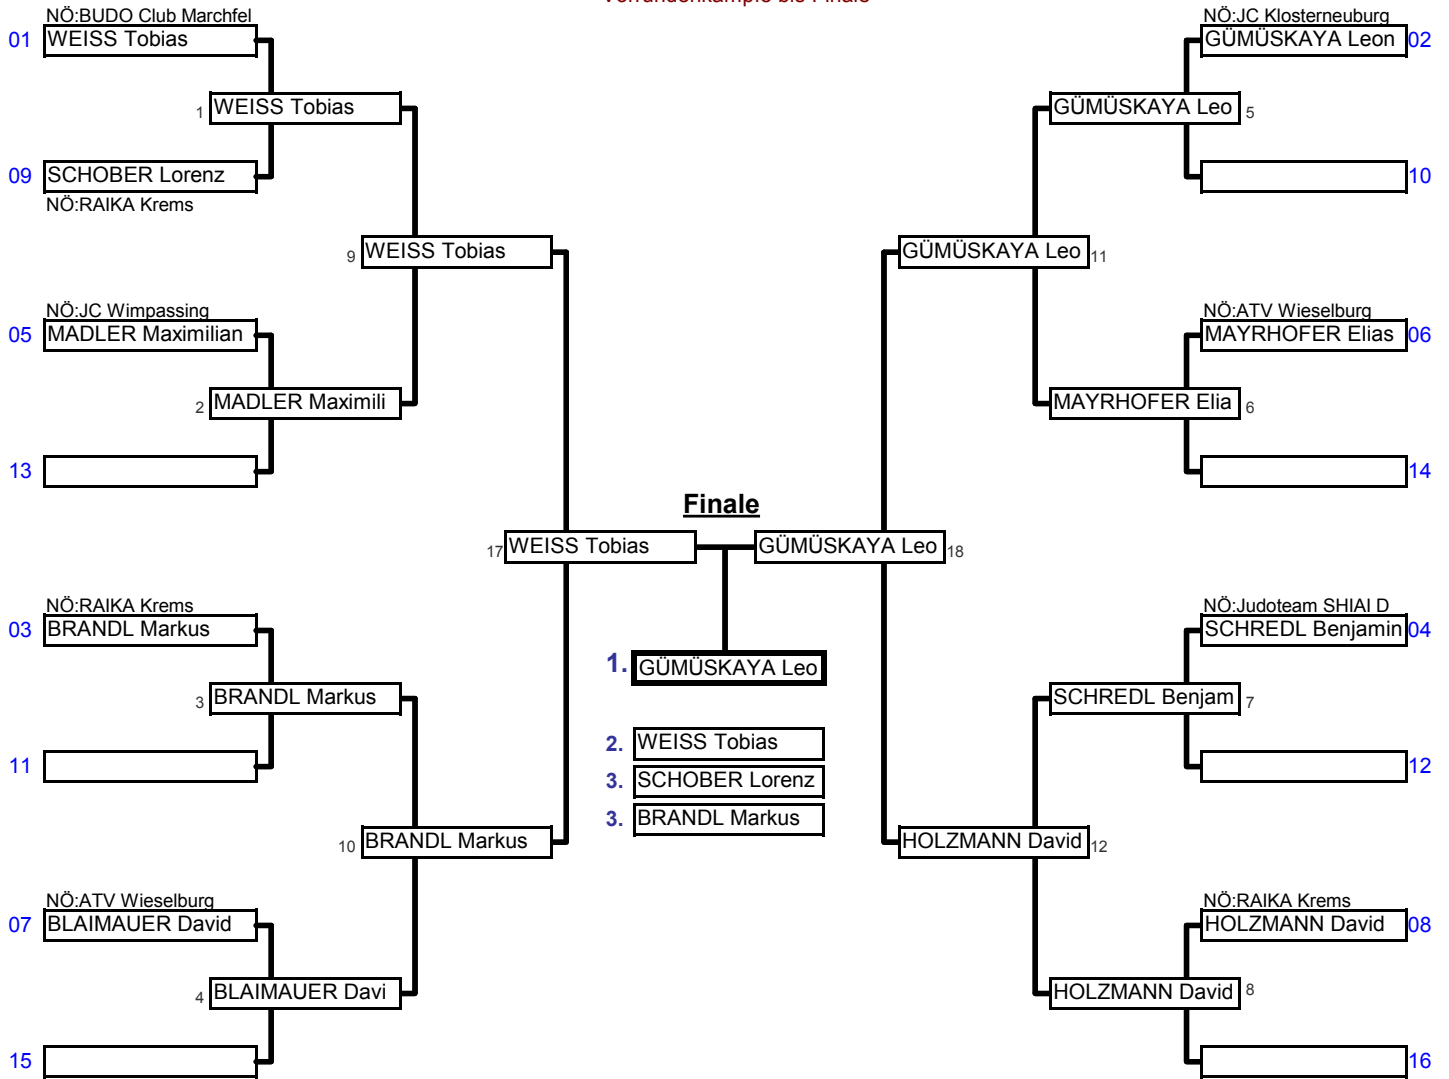 Vorrundenkämpfe bis Finale
NÖ:BUDO Club Marchfel
01 WEISS Tobias
1 WEISS Tobias
09 SCHOBER Lorenz
NÖ:RAIKA Krems
9 WEISS Tobias
NÖ:JC Wimpassing
05 MADLER Maximilian
2 MADLER Maximili
13
17 WEISS Tobias
NÖ:RAIKA Krems
03 BRANDL Markus
3 BRANDL Markus
11
10 BRANDL Markus
NÖ:ATV Wieselburg
07 BLAIMAUER David
4 BLAIMAUER Davi
15
Finale
1. GÜMÜSKAYA Leo
2. WEISS Tobias
3. SCHOBER Lorenz
3. BRANDL Markus
NÖ:JC Klosterneuburg
GÜMÜSKAYA Leon 02
GÜMÜSKAYA Leo 5
10
GÜMÜSKAYA Leo 11
NÖ:ATV Wieselburg
MAYRHOFER Elias 06
MAYRHOFER Elia 6
14
GÜMÜSKAYA Leo 18
NÖ:Judoteam SHIAI D
SCHREDL Benjamin 04
SCHREDL Benjam 7
12
HOLZMANN David 12
NÖ:RAIKA Krems
HOLZMANN David 08
HOLZMANN David 8
16